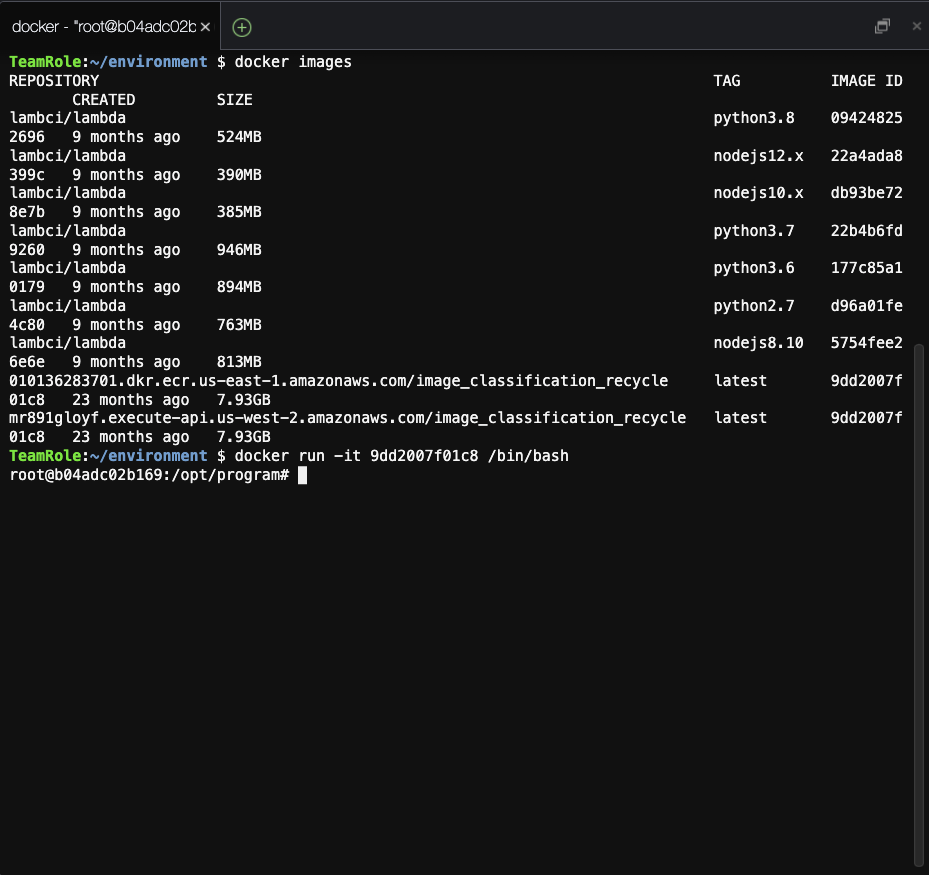 docker - "root@b04adc02b
TeamRole:~/environment $ docker images
REPOSITORY TAG IMAGE ID
CREATED SIZE
lambci/lambda python3.8 09424825
2696 9 months ago 524MB
lambci/lambda nodejs12.x 22a4ada8
399c 9 months ago 390MB
lambci/lambda nodejs10.x db93be72
8e7b 9 months ago 385MB
lambci/lambda python3.7 22b4b6fd
9260 9 months ago 946MB
lambci/lambda python3.6 177c85a1
0179 9 months ago 894MB
lambci/lambda python2.7 d96a01fe
4c80 9 months ago 763MB
lambci/lambda nodejs8.10 5754fee2
6e6e 9 months ago 813MB
010136283701.dkr.ecr.us-east-1.amazonaws.com/image_classification_recycle latest 9dd2007f
01c8 23 months ago 7.93GB
mr891gloyf.execute-api.us-west-2.amazonaws.com/image_classification_recycle latest 9dd2007f
01c8 23 months ago 7.93GB
TeamRole:~/environment $ docker run -it 9dd2007f01c8 /bin/bash
root@b04adc02b169:/opt/program#